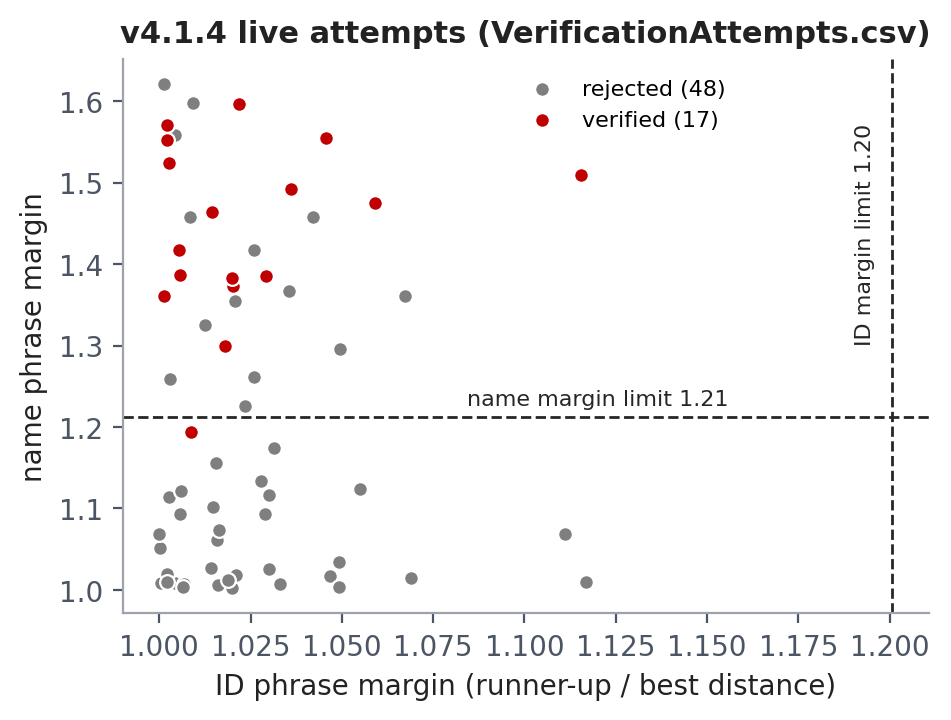 v4.1.4 live attempts (VerificationAttempts.csv)
rejected (48)
verified (17)
ID margin limit 1.20
name margin limit 1.21
name phrase margin
1.6
1.5
1.4
1.3
1.2
1.1
1.0
1.000 1.025 1.050 1.075 1.100 1.125 1.150 1.175 1.200
ID phrase margin (runner-up / best distance)